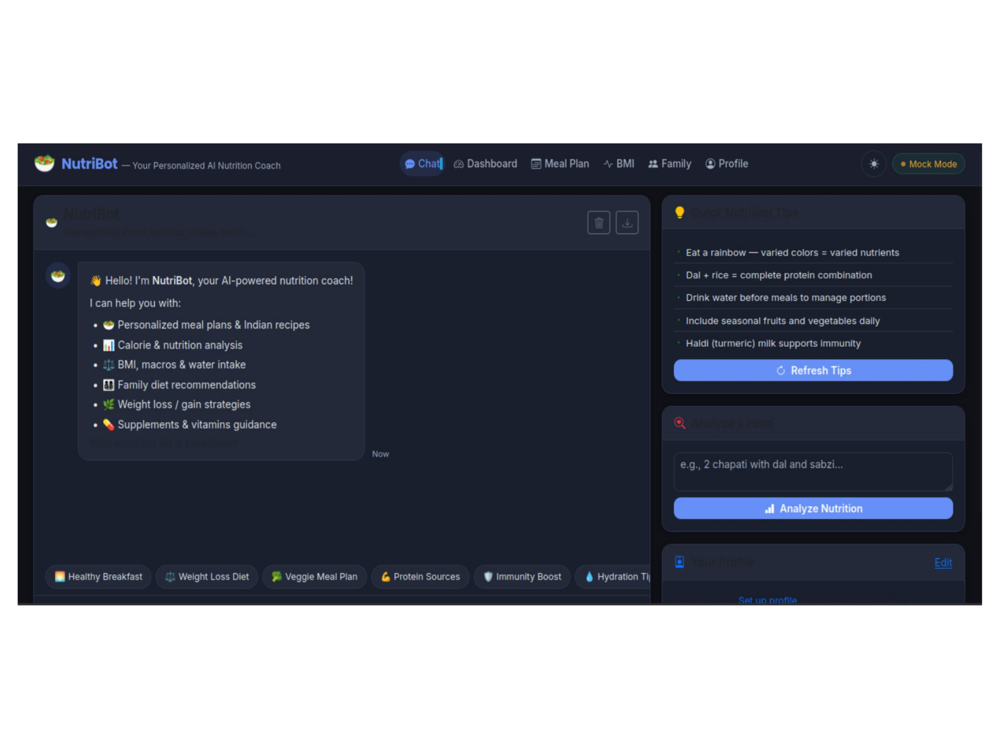 NutriBot — Your Personalized AI Nutrition Coach
Chat
Dashboard
Meal Plan
BMI
Family
Profile
Mock Mode
NutriBot
Ask anything about nutrition, meals, health...
👋 Hello! I'm NutriBot, your AI-powered nutrition coach!
I can help you with:
• 🥗 Personalized meal plans & Indian recipes
• 📊 Calorie & nutrition analysis
• ⚖️ BMI, macros & water intake
• 👨‍👩‍👧‍👦 Family diet recommendations
• 🌿 Weight loss / gain strategies
• 💊 Supplements & vitamins guidance
What would you like to know today?
Now
🌅 Healthy Breakfast
⚖️ Weight Loss Diet
🥦 Veggie Meal Plan
💪 Protein Sources
🛡️ Immunity Boost
💧 Hydration Ti
Quick Nutrition Tips
· Eat a rainbow — varied colors = varied nutrients
· Dal + rice = complete protein combination
· Drink water before meals to manage portions
· Include seasonal fruits and vegetables daily
· Haldi (turmeric) milk supports immunity
Refresh Tips
Analyze a Food
e.g., 2 chapati with dal and sabzi...
Analyze Nutrition
Your Profile
Edit
Set up profile